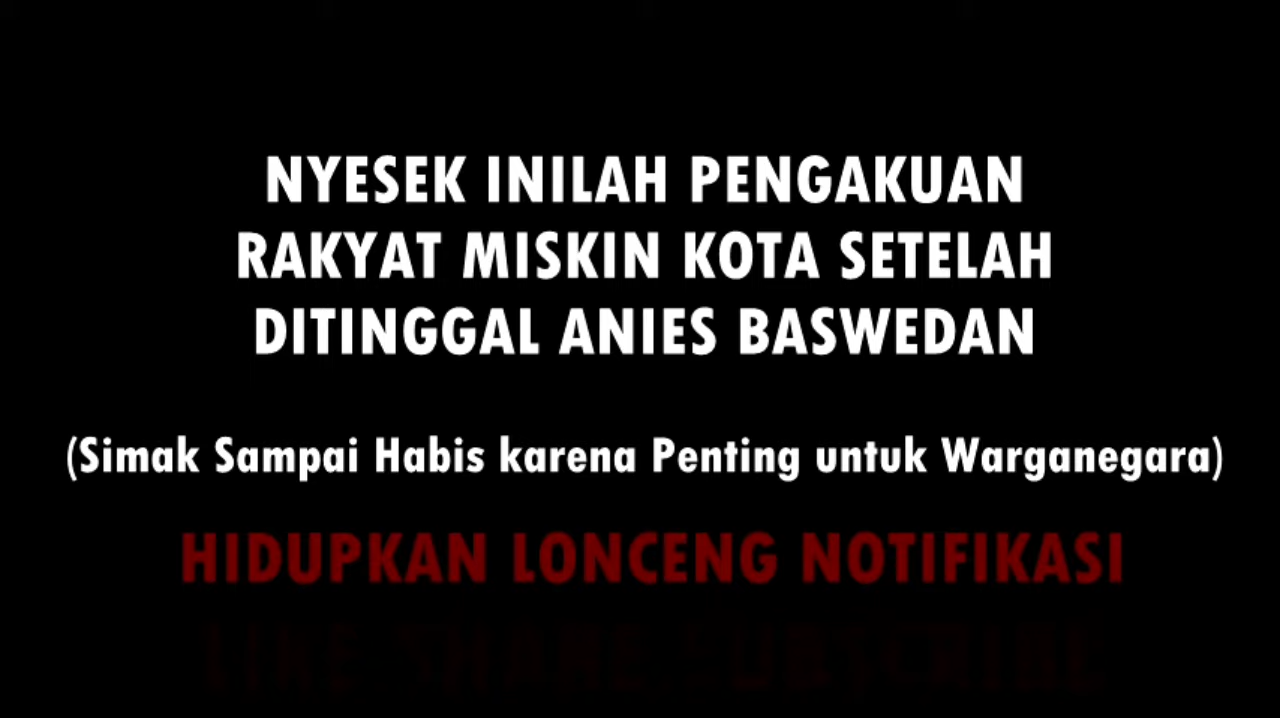 NYESEK INILAH PENGAKUAN
RAKYAT MISKIN KOTA SETELAH
DITINGGAL ANIES BASWEDAN
(Simak Sampai Habis karena Penting untuk Warganegara)
HIDUPKAN LONCENG NOTIFIKASI